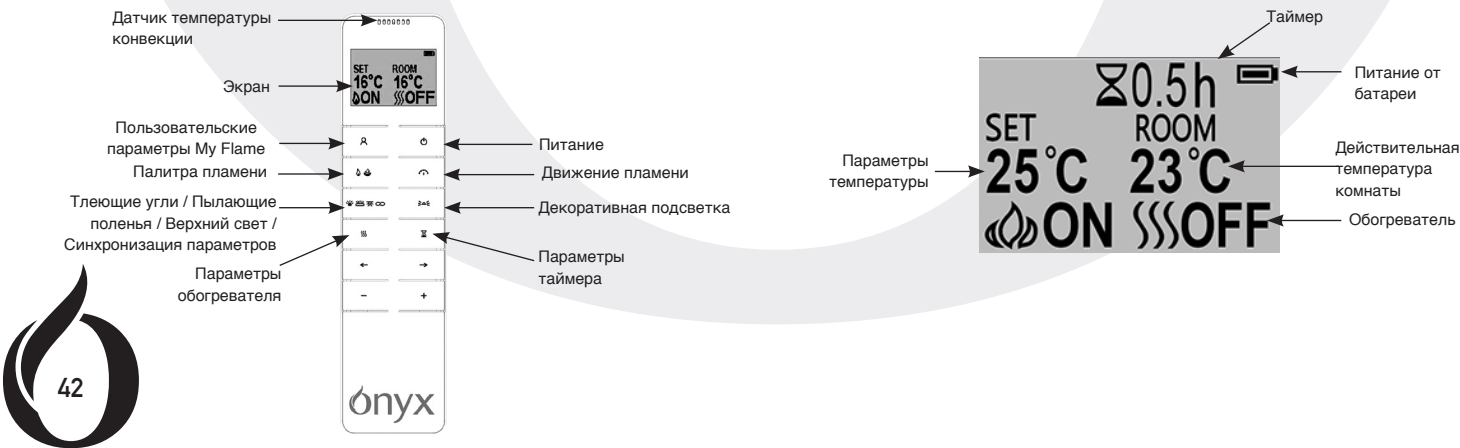 Датчик температуры
конвекции
Экран
SET ROOM
16°C 16°C
ON OFF
Пользовательские
параметры My Flame
Палитра пламени
Тлеющие угли / Пылающие
поленья / Верхний свет /
Синхронизация параметров
Параметры
обогревателя
Питание
Движение пламени
Декоративная подсветка
Параметры
таймера
← →
− +
onyx
42
Таймер
Питание от
батареи
Параметры
температуры
0.5h
SET ROOM
25°C 23°C
ON OFF
Действительная
температура
комнаты
Обогреватель